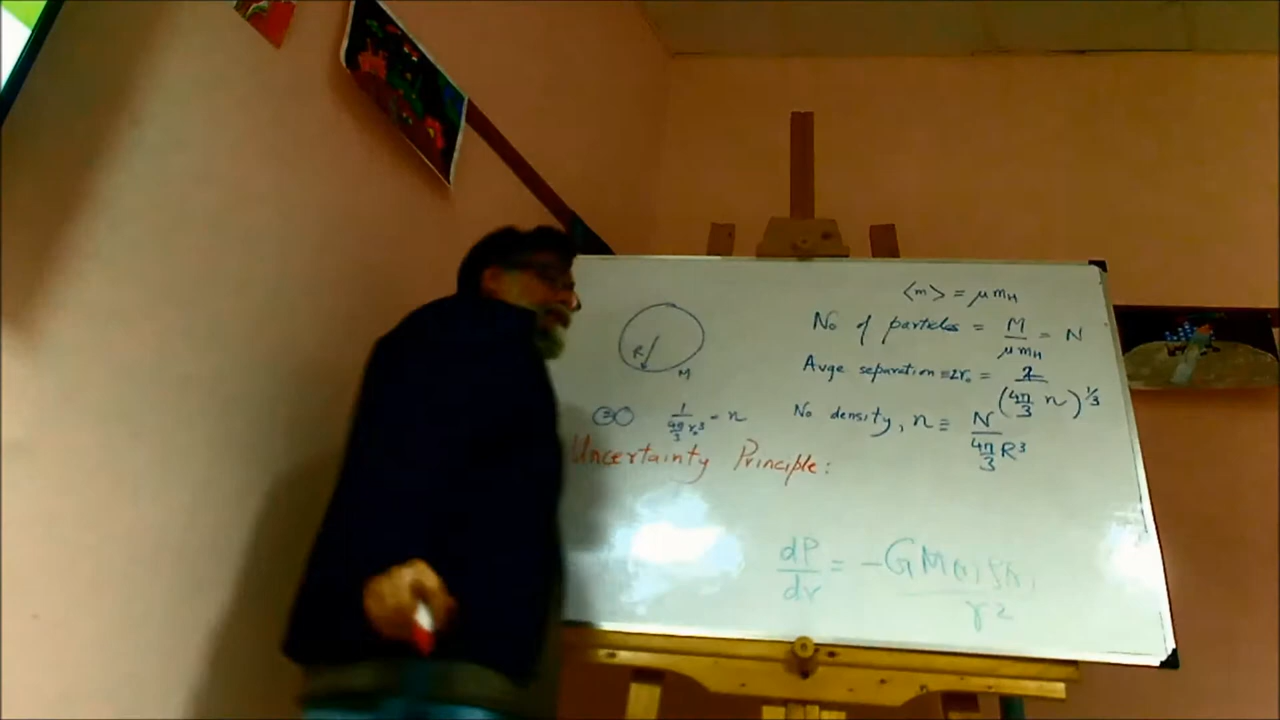 <m> = μ m_H
No of particles = M / μ m_H = N
R
M
Avge separation = 2r₀ = 2 / (4π/3 n)^1/3
1 / (4π/3 r₀³) = n
No density, n ≡ N / (4π/3 R³)
Uncertainty Principle:
dP/dr = -G M(r) ρ(r) / r²